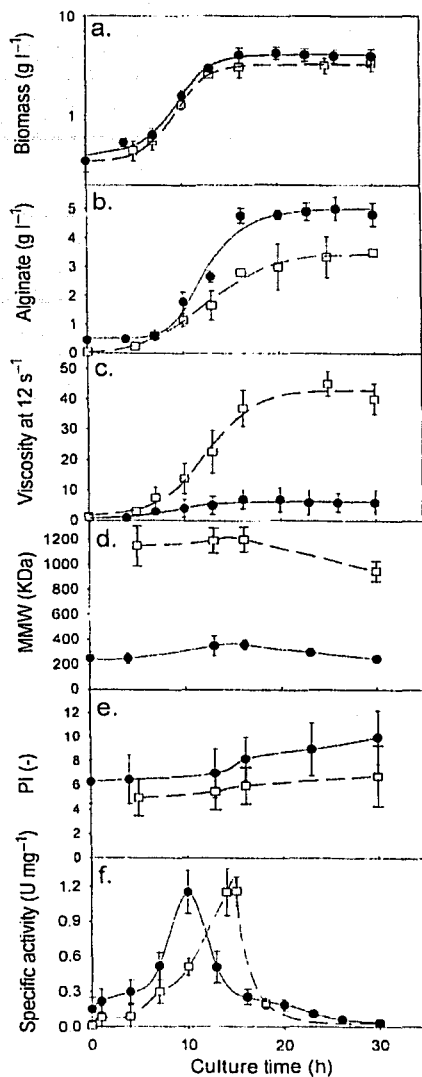 a.
Biomass (g l⁻¹)
10
1
b.
Alginate (g l⁻¹)
5
4
3
2
1
0
c.
Viscosity at 12 s⁻¹
50
40
30
20
10
0
d.
MMW (KDa)
1200
1000
800
600
400
200
0
e.
PI (-)
12
10
8
6
4
2
0
f.
Specific activity (U mg⁻¹)
1.2
0.9
0.6
0.3
0.0
0 10 20 30 40
Culture time (h)